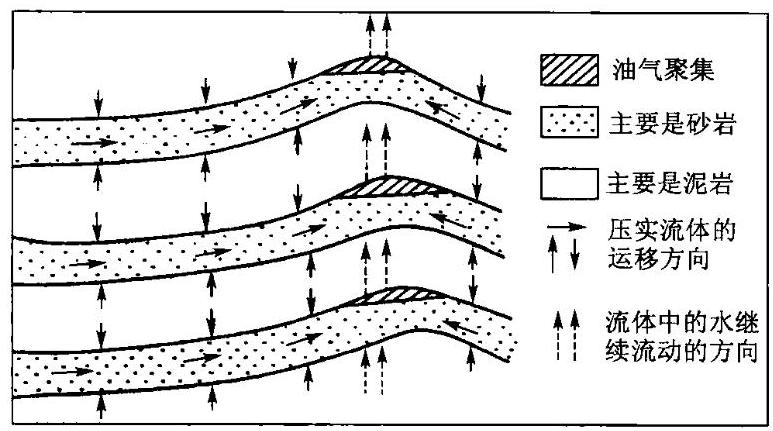 油气聚集
主要是砂岩
主要是泥岩
压实流体的
运移方向
流体中的水继
续流动的方向